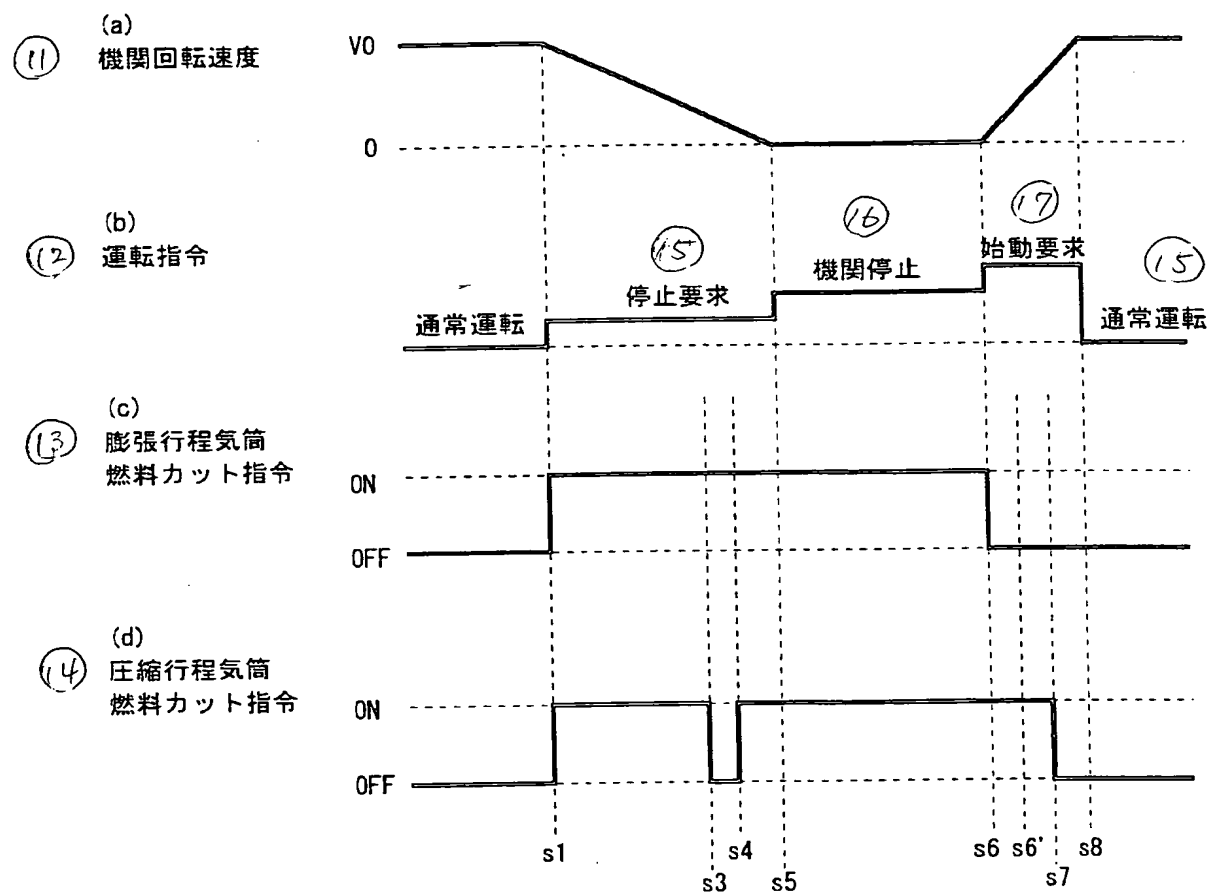 (a)
⑪ 機関回転速度
V0
0
(b)
⑫ 運転指令
通常運転
⑮
停止要求
⑯
機関停止
⑰
始動要求
⑮
通常運転
(c)
⑬ 膨張行程気筒
燃料カット指令
ON
OFF
(d)
⑭ 圧縮行程気筒
燃料カット指令
ON
OFF
s1
s3
s4
s5
s6
s6'
s7
s8